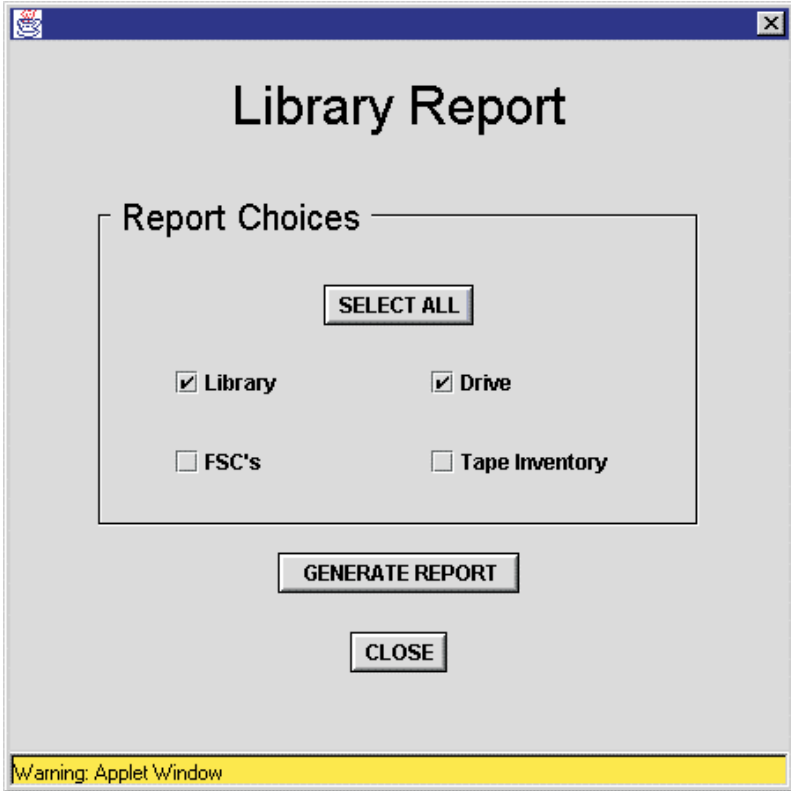 Library Report
Report Choices
SELECT ALL
Library
Drive
FSC's
Tape Inventory
GENERATE REPORT
CLOSE
Warning: Applet Window